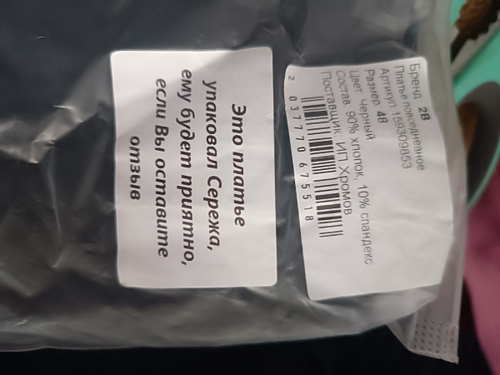 Это платье
упаковал Сережа,
ему будет приятно,
если Вы оставите
отзыв
Бренд: 2B
Платье повседневное
Артикул 159309853
Размер: 48
Цвет: Черный
Состав: 90% хлопок, 10% спандекс
Поставщик: ИП Хромов
2 037770 675518